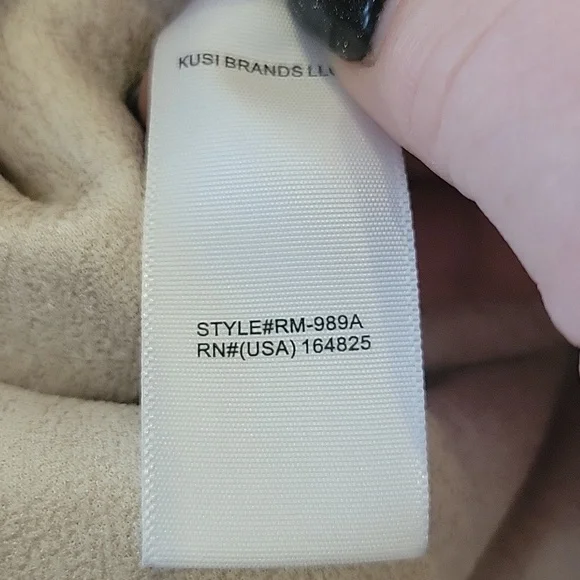 KUSI BRANDS
STYLE#RM-989A
RN#(USA) 164825